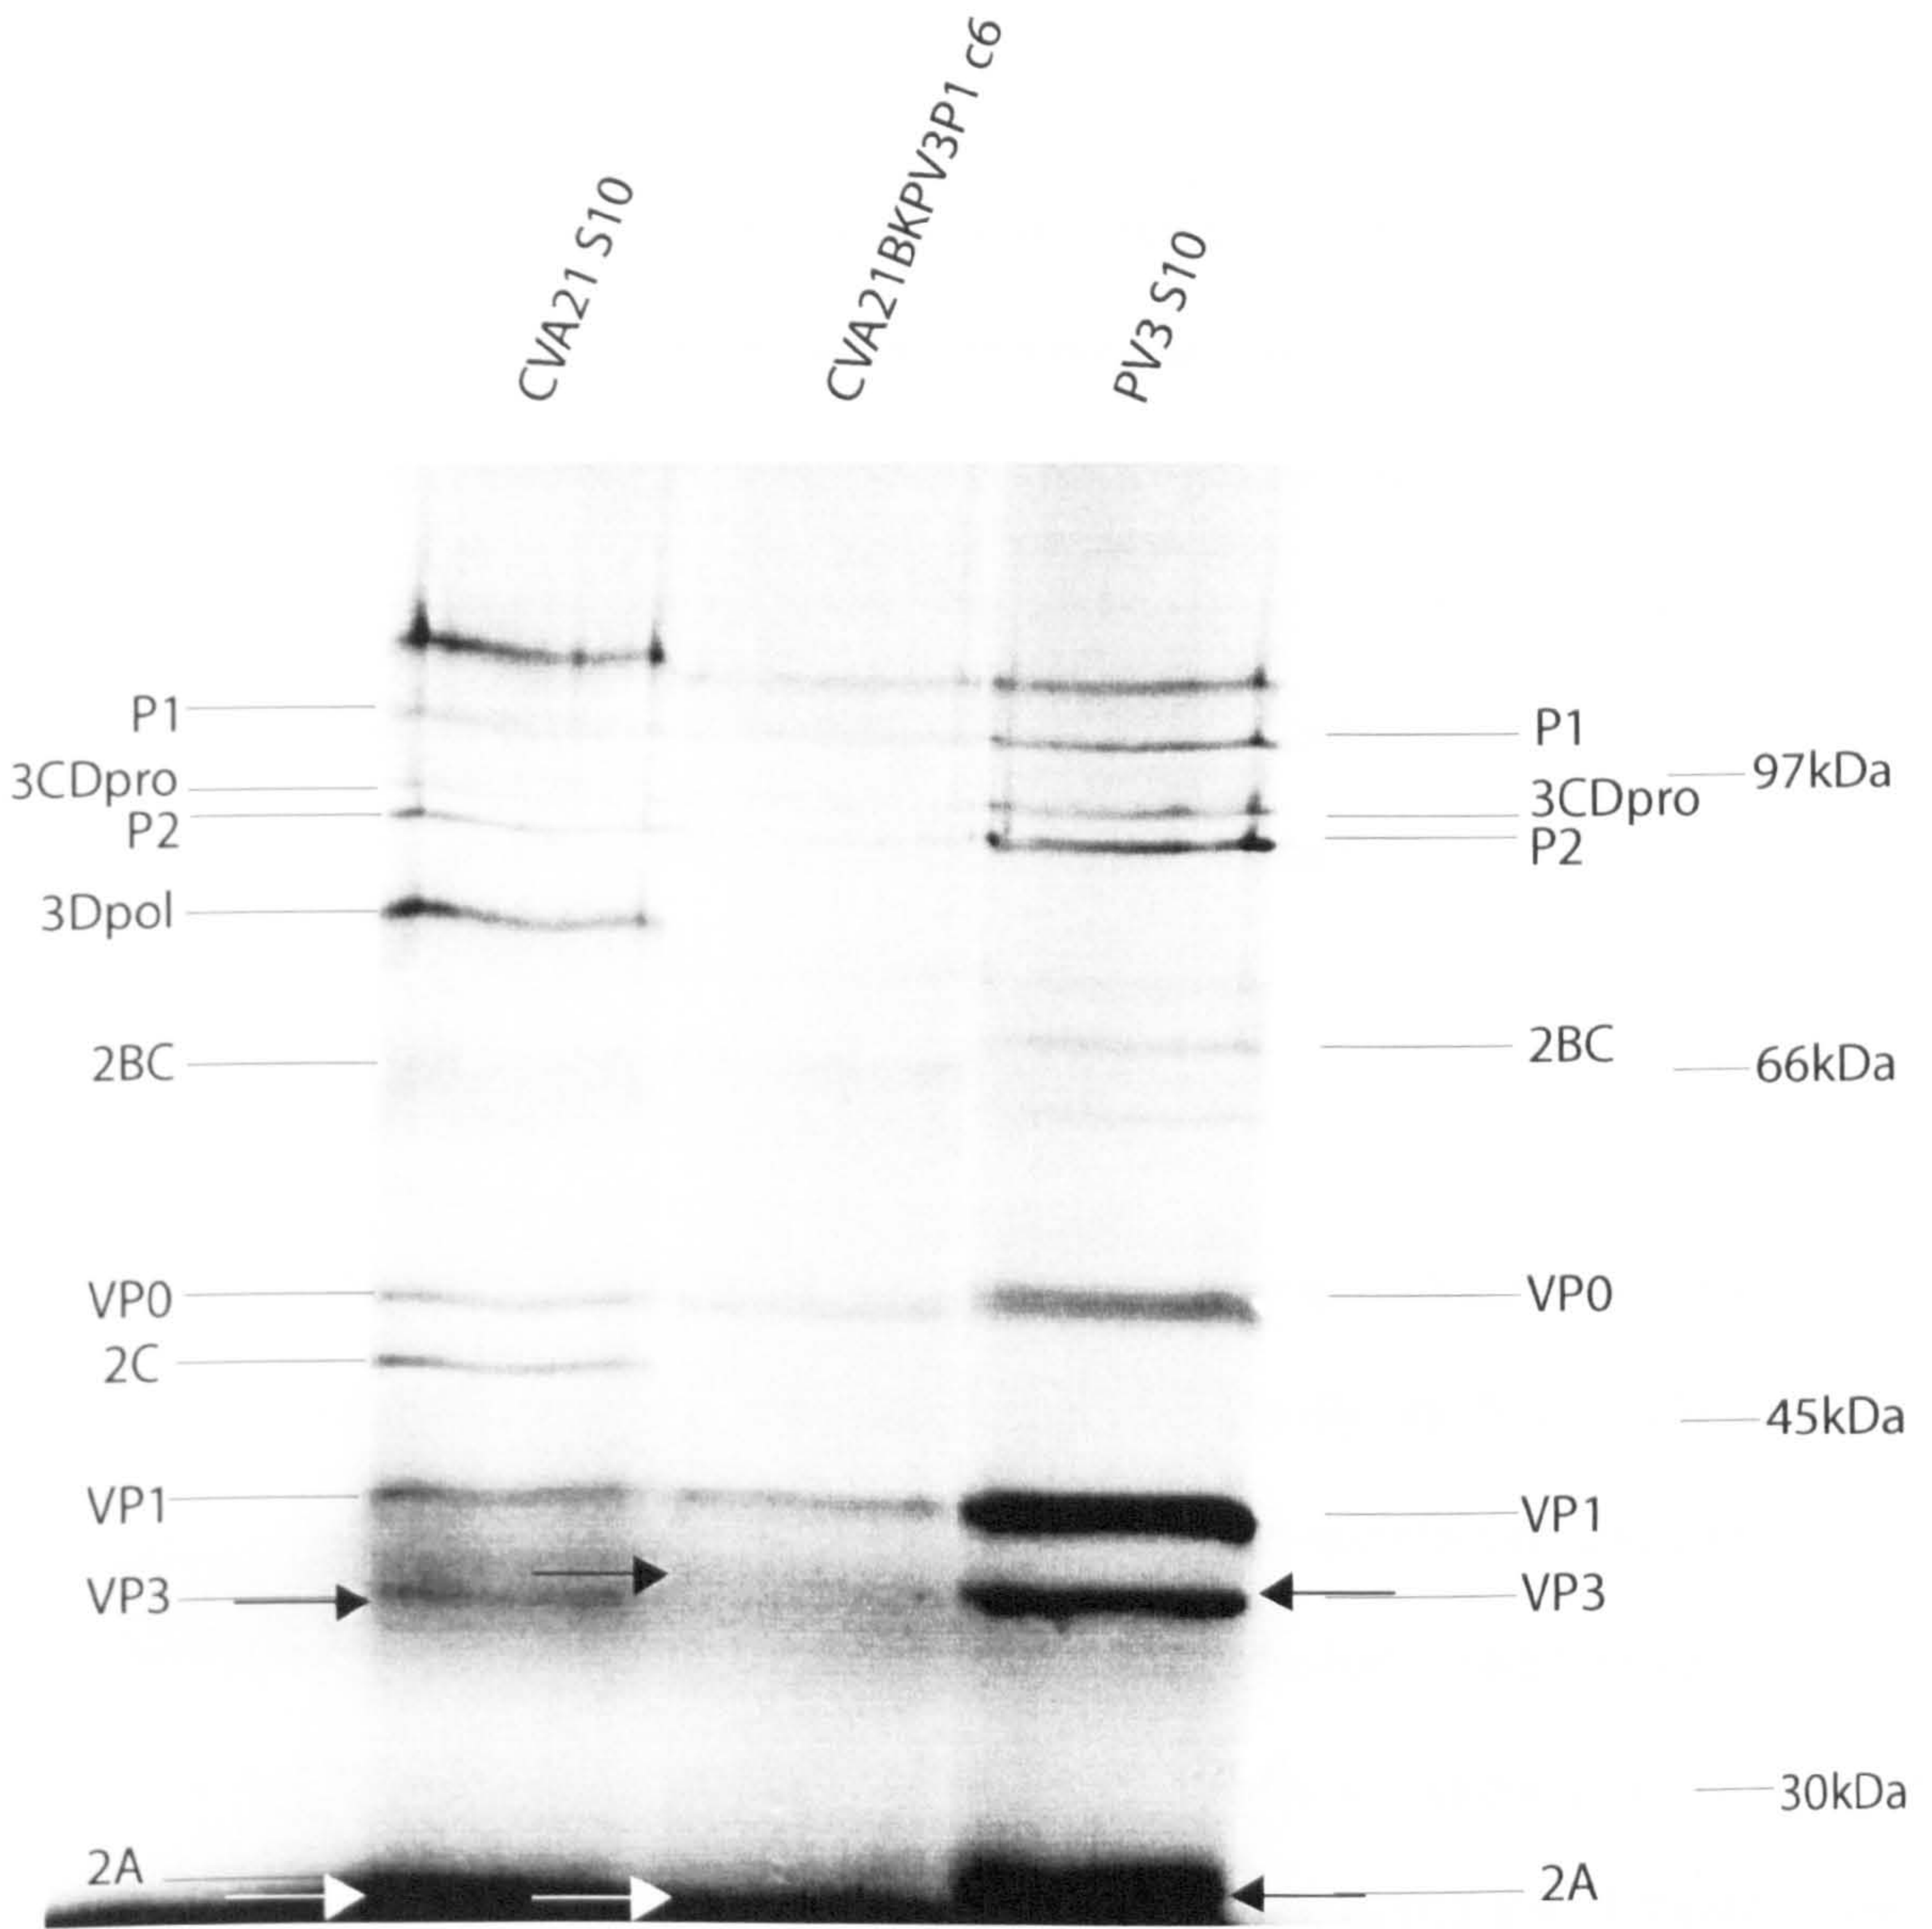 CVA21 S10
CVA21BKPV3P1 c6
PV3 S10
P1
3CDpro
P2
3Dpol
2BC
VP0
2C
VP1
VP3
2A
P1
3CDpro
P2
2BC
VP0
VP1
VP3
2A
97kDa
66kDa
45kDa
30kDa